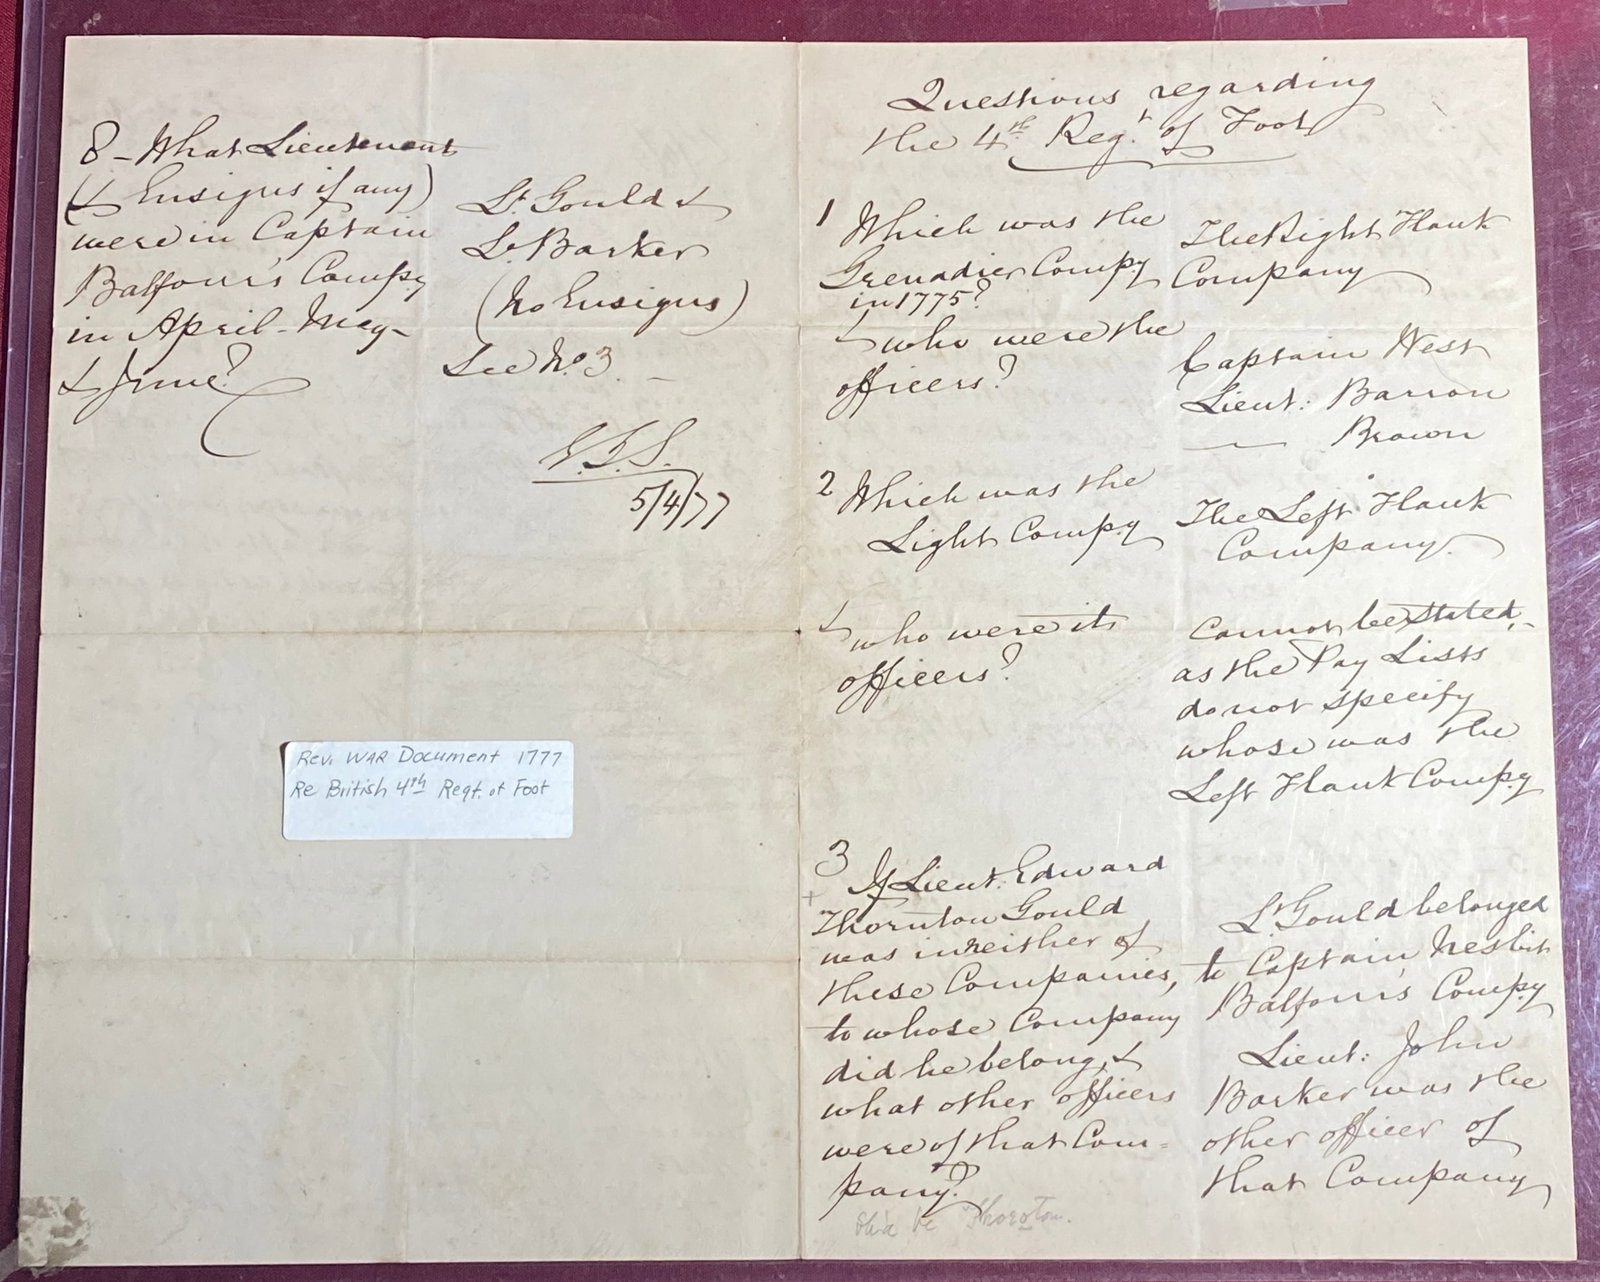 Questions regarding
the 4th Regt of Foot
1 Which was the
Grenadier Compy
in 1775?
The Right Flank
Company
& who were the
officers?
Captain West
Lieut: Barron
— Brown
2 Which was the
Light Compy
The Left Flank
Company.
& who were its
officers?
Cannot be stated,
as the Pay Lists
do not specify
whose was the
Left Flank Compy
3 If Lieut: Edward
Thornton Gould
was in neither of
these Companies,
to whose Company
did he belong, &
what other officers
were of that Com=
pany?
Lt Gould belonged
to Captain Nesbit
Balfour's Compy
Lieut: John
Barker was the
other officer of
that Company
sh'd be Thoroton.
8 - What Lieutenant
(& Ensigns if any)
were in Captain
Balfour's Compy
in April - May -
& June?
Lt. Gould &
Lt. Barker
(No Ensigns)
See No. 3. —
5/4/77
Rev. WAR Document 1777
Re British 4th Regt. of Foot